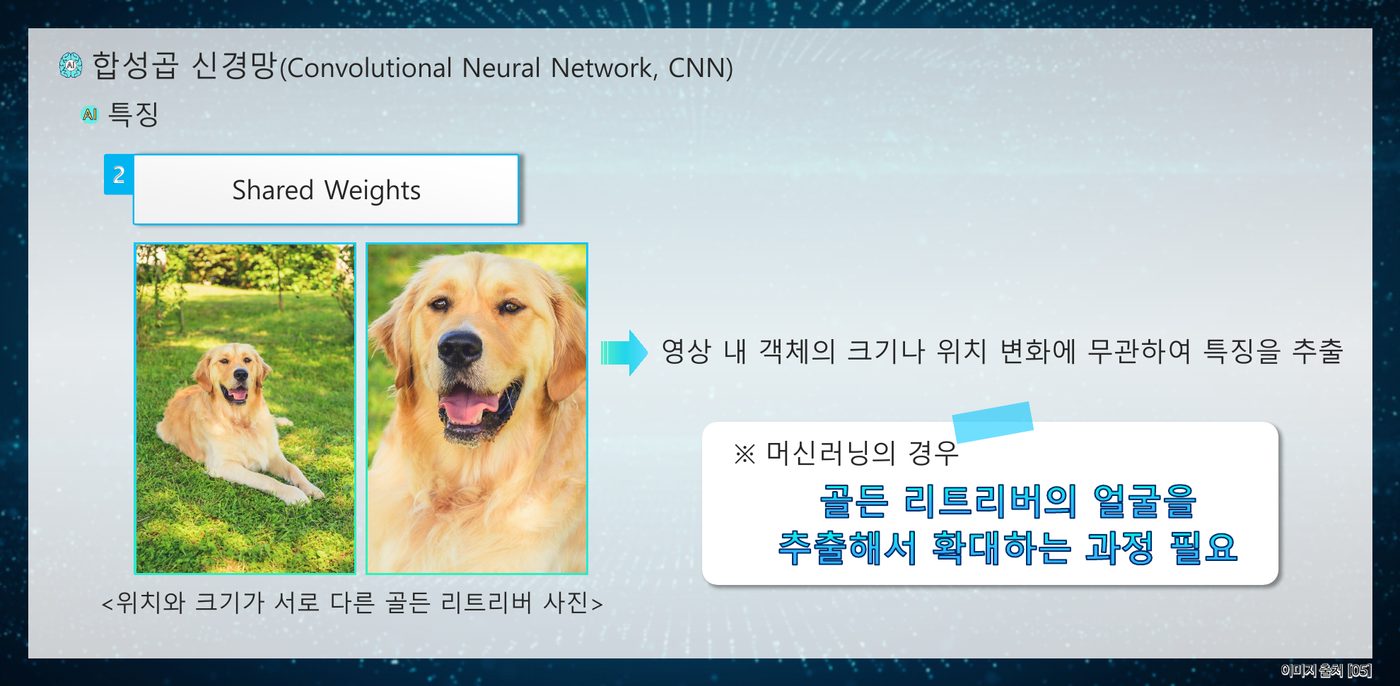 합성곱 신경망(Convolutional Neural Network, CNN)
AI 특징
2
Shared Weights
영상 내 객체의 크기나 위치 변화에 무관하여 특징을 추출
※ 머신러닝의 경우
골든 리트리버의 얼굴을
추출해서 확대하는 과정 필요
<위치와 크기가 서로 다른 골든 리트리버 사진>
이미지 출처 [05]